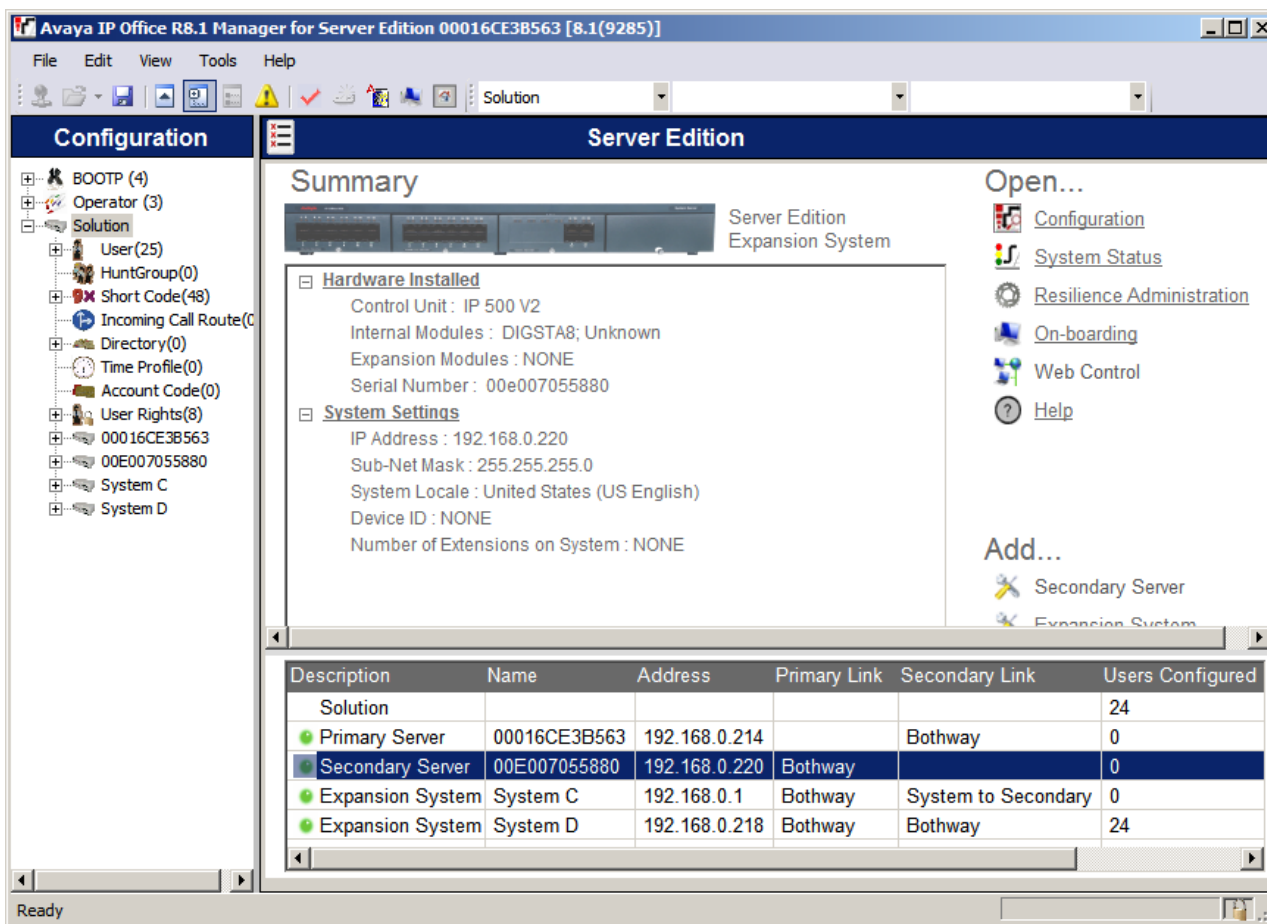 Avaya IP Office R8.1 Manager for Server Edition 00016CE3B563 [8.1(9285)]
File Edit View Tools Help
Solution
Configuration
Server Edition
BOOTP (4)
Operator (3)
Solution
User(25)
HuntGroup(0)
Short Code(48)
Incoming Call Route(0
Directory(0)
Time Profile(0)
Account Code(0)
User Rights(8)
00016CE3B563
00E007055880
System C
System D
Summary
Server Edition
Expansion System
Hardware Installed
Control Unit : IP 500 V2
Internal Modules : DIGSTA8; Unknown
Expansion Modules : NONE
Serial Number : 00e007055880
System Settings
IP Address : 192.168.0.220
Sub-Net Mask : 255.255.255.0
System Locale : United States (US English)
Device ID : NONE
Number of Extensions on System : NONE
Open...
Configuration
System Status
Resilience Administration
On-boarding
Web Control
Help
Add...
Secondary Server
Expansion System
Description Name Address Primary Link Secondary Link Users Configured
Solution 24
Primary Server 00016CE3B563 192.168.0.214 Bothway 0
Secondary Server 00E007055880 192.168.0.220 Bothway 0
Expansion System System C 192.168.0.1 Bothway System to Secondary 0
Expansion System System D 192.168.0.218 Bothway Bothway 24
Ready